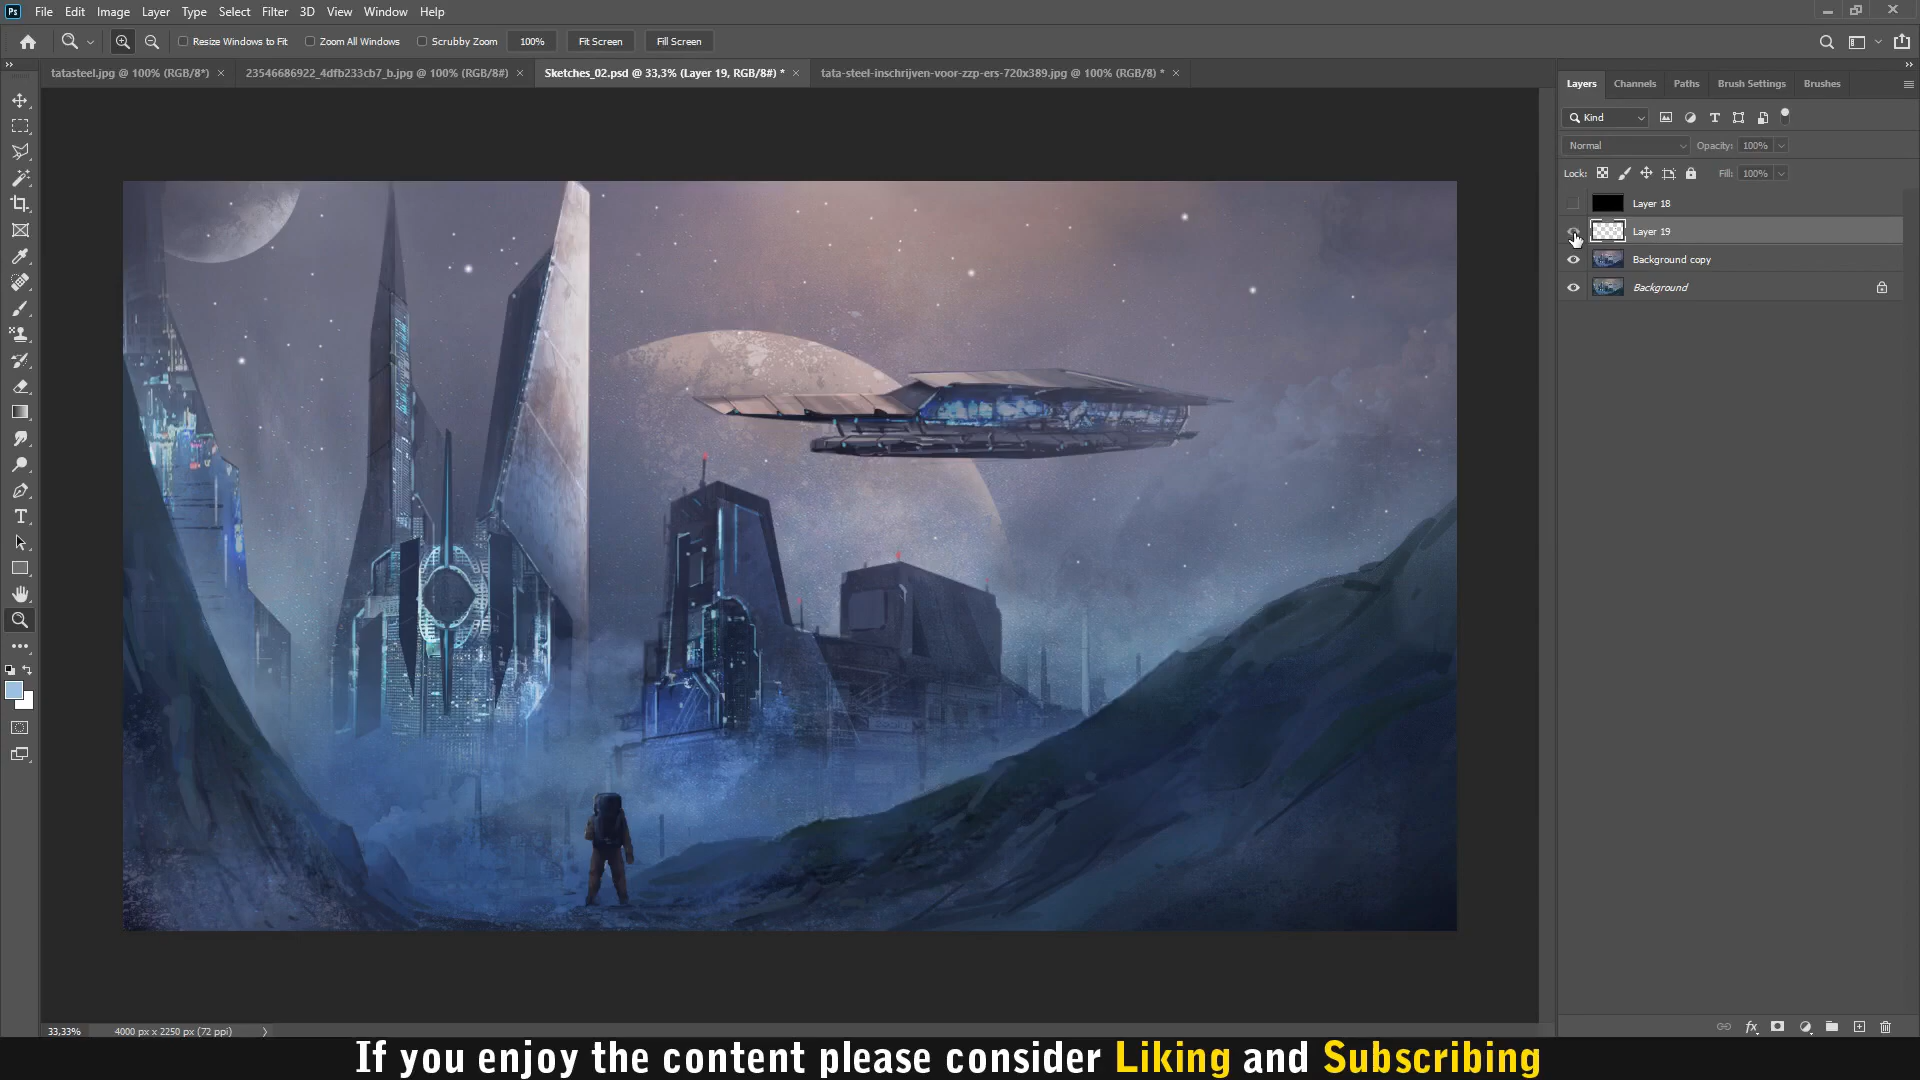 Ps File Edit Image Layer Type Select Filter 3D View Window Help
Resize Windows to Fit Zoom All Windows Scrubby Zoom 100% Fit Screen Fill Screen
tatasteel.jpg @ 100% (RGB/8*) × 23546686922_4dfb233cb7_b.jpg @ 100% (RGB/8#) × Sketches_02.psd @ 33,3% (Layer 19, RGB/8#) * × tata-steel-inschrijven-voor-zzp-ers-720x389.jpg @ 100% (RGB/8) * ×
Layers Channels Paths Brush Settings Brushes
Kind
Normal Opacity: 100%
Lock: Fill: 100%
Layer 18
Layer 19
Background copy
Background
33,33% 4000 px x 2250 px (72 ppi)
If you enjoy the content please consider Liking and Subscribing